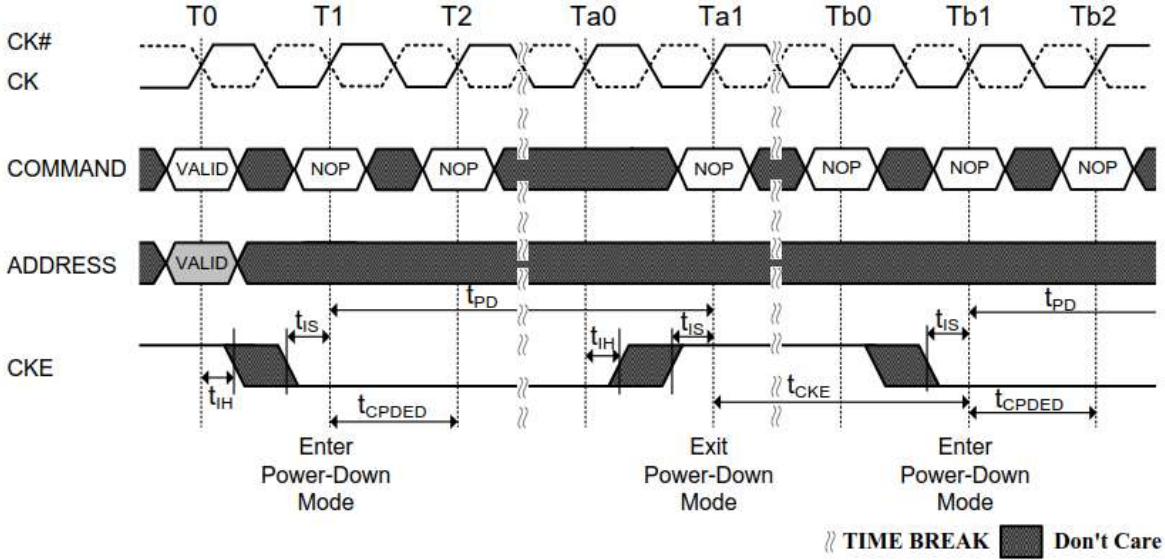 T0 T1 T2 Ta0 Ta1 Tb0 Tb1 Tb2
CK#
CK
COMMAND VALID NOP NOP NOP NOP NOP NOP
ADDRESS VALID
tPD tPD
tIS tIH tIS tIS
CKE
tIH tCPDED tCKE tCPDED
Enter Power-Down Mode
Exit Power-Down Mode
Enter Power-Down Mode
TIME BREAK Don't Care